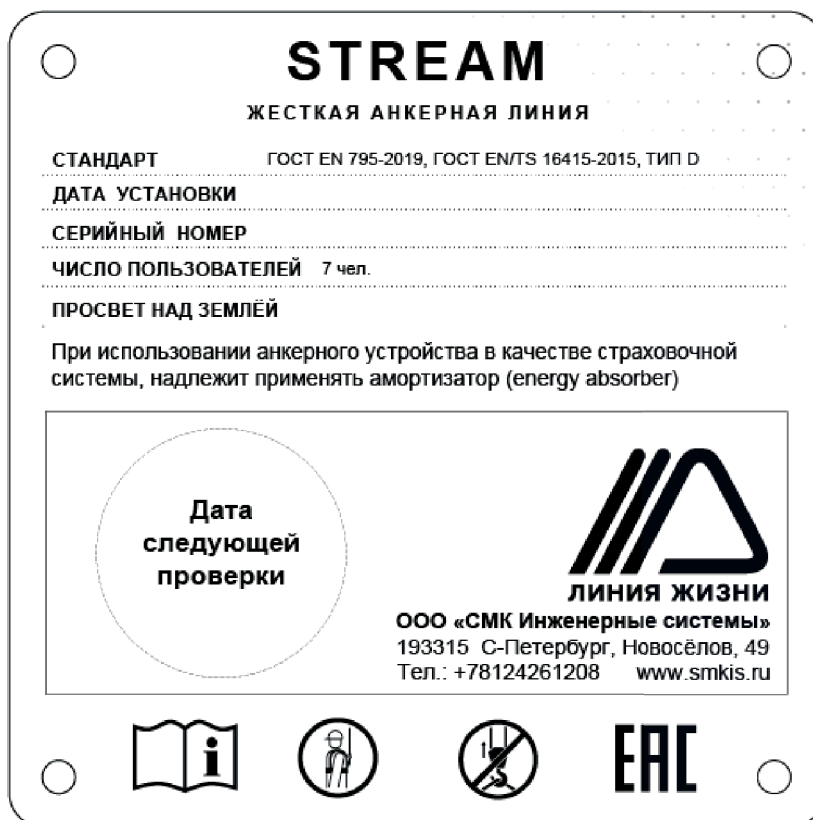 STREAM
ЖЕСТКАЯ АНКЕРНАЯ ЛИНИЯ
СТАНДАРТ ГОСТ EN 795-2019, ГОСТ EN/TS 16415-2015, ТИП D
ДАТА УСТАНОВКИ
СЕРИЙНЫЙ НОМЕР
ЧИСЛО ПОЛЬЗОВАТЕЛЕЙ 7 чел.
ПРОСВЕТ НАД ЗЕМЛЁЙ
При использовании анкерного устройства в качестве страховочной
системы, надлежит применять амортизатор (energy absorber)
Дата
следующей
проверки
ЛИНИЯ ЖИЗНИ
ООО «СМК Инженерные системы»
193315 С-Петербург, Новосёлов, 49
Тел.: +78124261208 www.smkis.ru
i
EAC